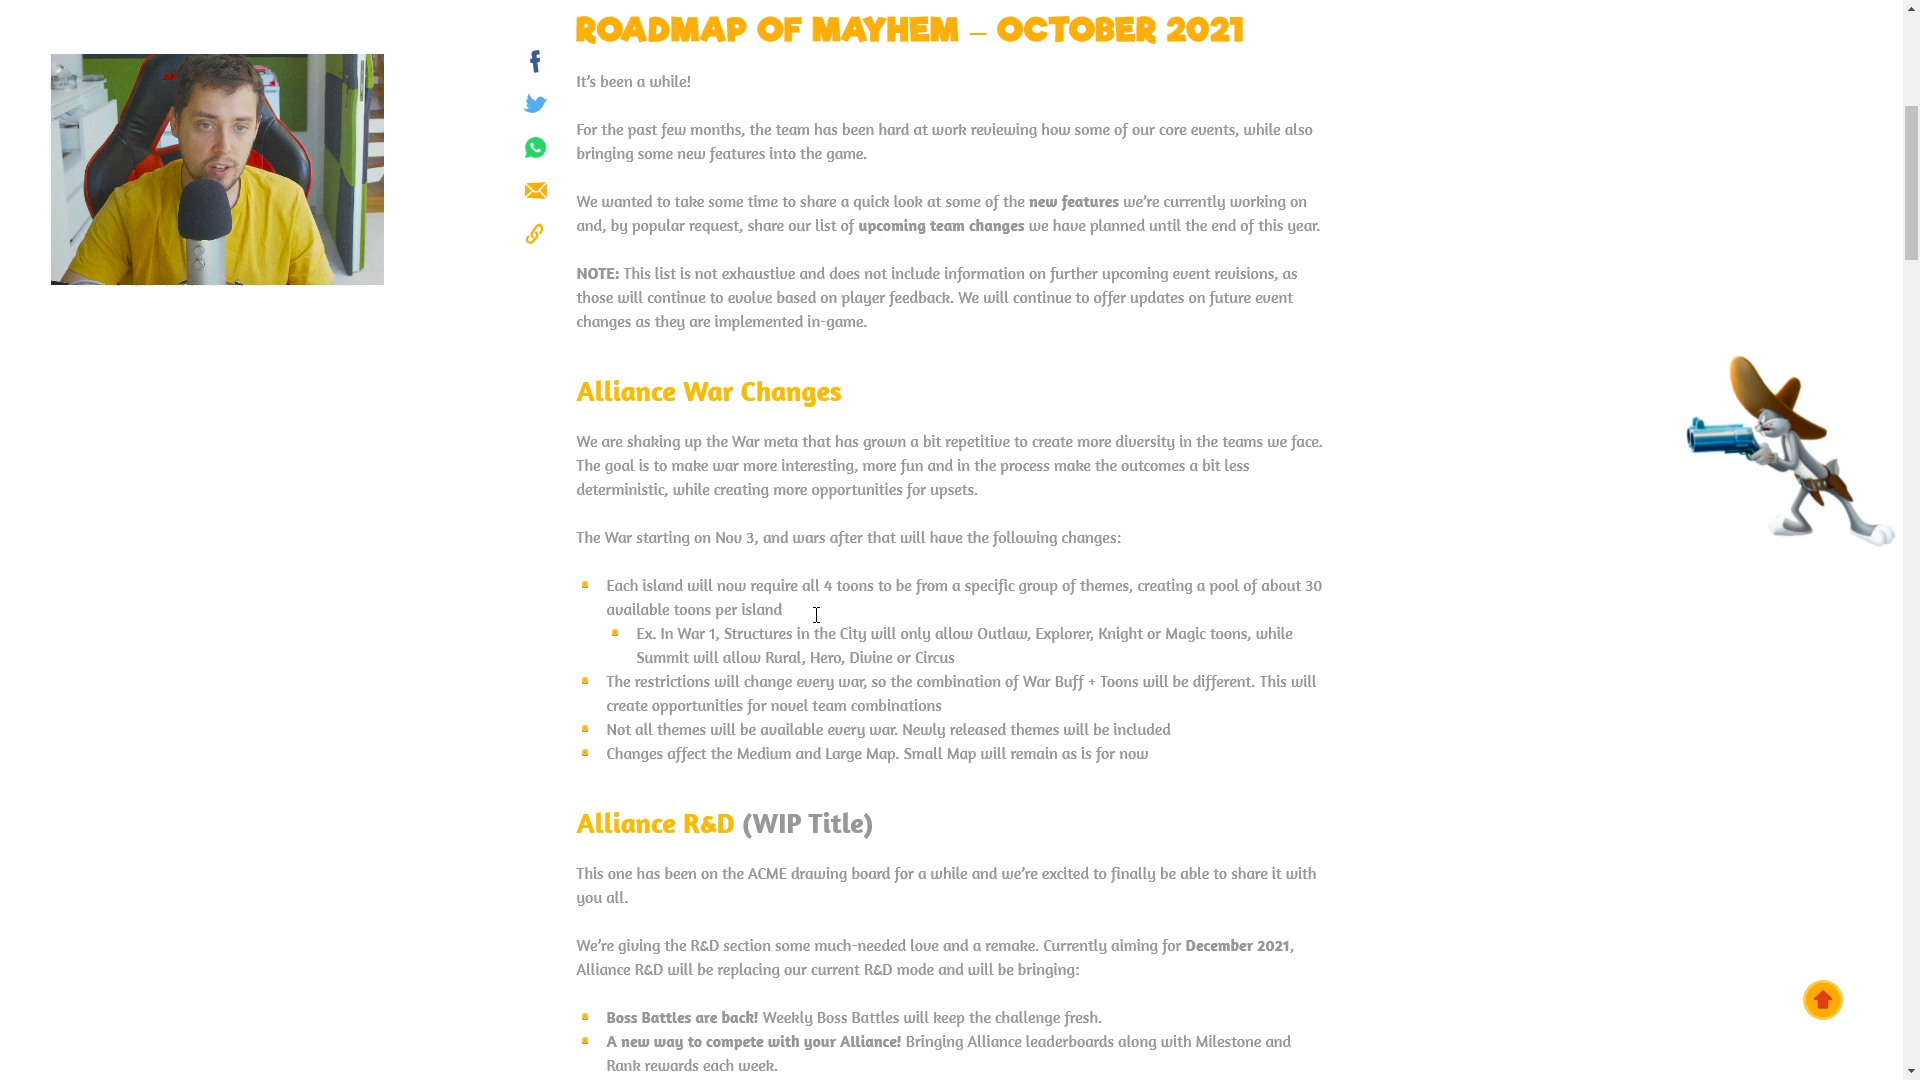 ROADMAP OF MAYHEM – OCTOBER 2021
It's been a while!
For the past few months, the team has been hard at work reviewing how some of our core events, while also
bringing some new features into the game.
We wanted to take some time to share a quick look at some of the new features we're currently working on
and, by popular request, share our list of upcoming team changes we have planned until the end of this year.
NOTE: This list is not exhaustive and does not include information on further upcoming event revisions, as
those will continue to evolve based on player feedback. We will continue to offer updates on future event
changes as they are implemented in-game.
Alliance War Changes
We are shaking up the War meta that has grown a bit repetitive to create more diversity in the teams we face.
The goal is to make war more interesting, more fun and in the process make the outcomes a bit less
deterministic, while creating more opportunities for upsets.
The War starting on Nov 3, and wars after that will have the following changes:
Each island will now require all 4 toons to be from a specific group of themes, creating a pool of about 30
available toons per island
Ex. In War 1, Structures in the City will only allow Outlaw, Explorer, Knight or Magic toons, while
Summit will allow Rural, Hero, Divine or Circus
The restrictions will change every war, so the combination of War Buff + Toons will be different. This will
create opportunities for novel team combinations
Not all themes will be available every war. Newly released themes will be included
Changes affect the Medium and Large Map. Small Map will remain as is for now
Alliance R&D (WIP Title)
This one has been on the ACME drawing board for a while and we're excited to finally be able to share it with
you all.
We're giving the R&D section some much-needed love and a remake. Currently aiming for December 2021,
Alliance R&D will be replacing our current R&D mode and will be bringing:
Boss Battles are back! Weekly Boss Battles will keep the challenge fresh.
A new way to compete with your Alliance! Bringing Alliance leaderboards along with Milestone and
Rank rewards each week.